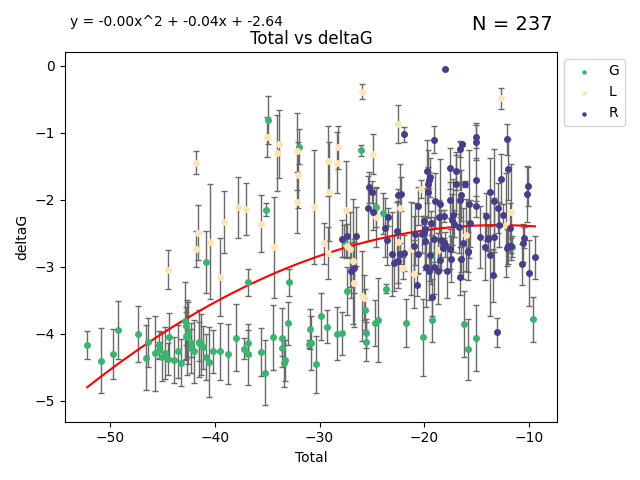 y = -0.00x^2 + -0.04x + -2.64
N = 237
Total vs deltaG
G
L
R
0
−1
−2
−3
−4
−5
deltaG
−50
−40
−30
−20
−10
Total